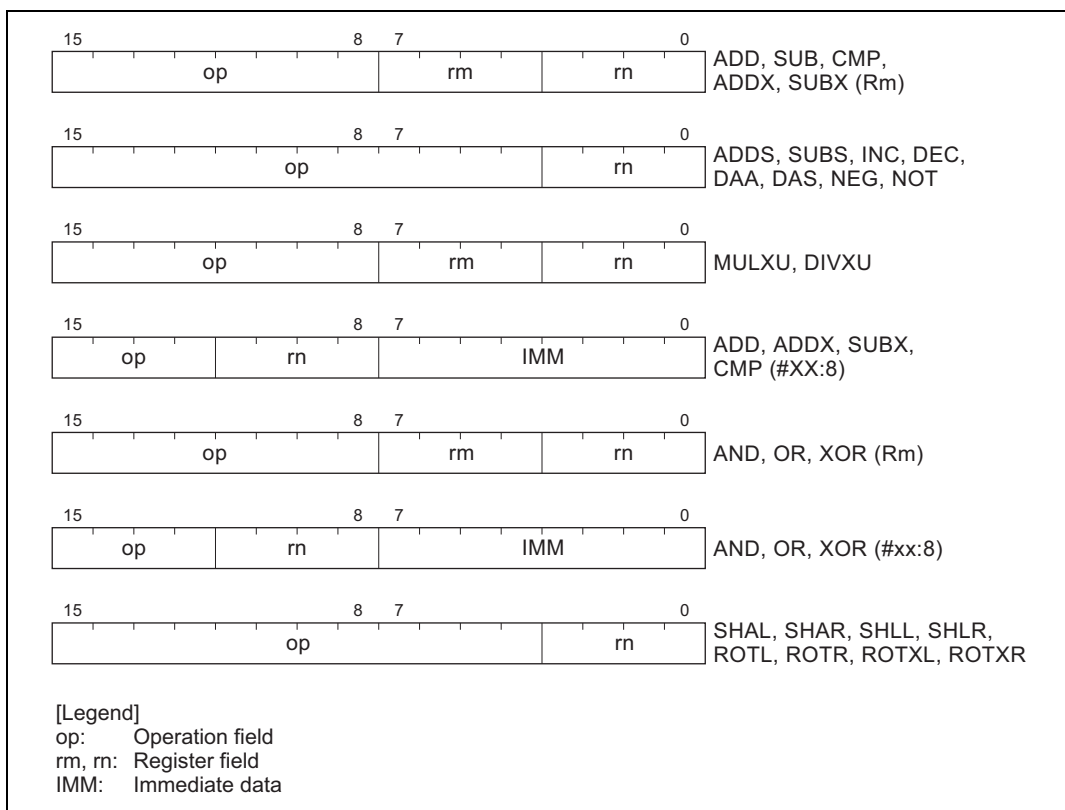 15 8 7 0
op rm rn
ADD, SUB, CMP,
ADDX, SUBX (Rm)
15 8 7 0
op rn
ADDS, SUBS, INC, DEC,
DAA, DAS, NEG, NOT
15 8 7 0
op rm rn
MULXU, DIVXU
15 8 7 0
op rn IMM
ADD, ADDX, SUBX,
CMP (#XX:8)
15 8 7 0
op rm rn
AND, OR, XOR (Rm)
15 8 7 0
op rn IMM
AND, OR, XOR (#xx:8)
15 8 7 0
op rn
SHAL, SHAR, SHLL, SHLR,
ROTL, ROTR, ROTXL, ROTXR
[Legend]
op: Operation field
rm, rn: Register field
IMM: Immediate data